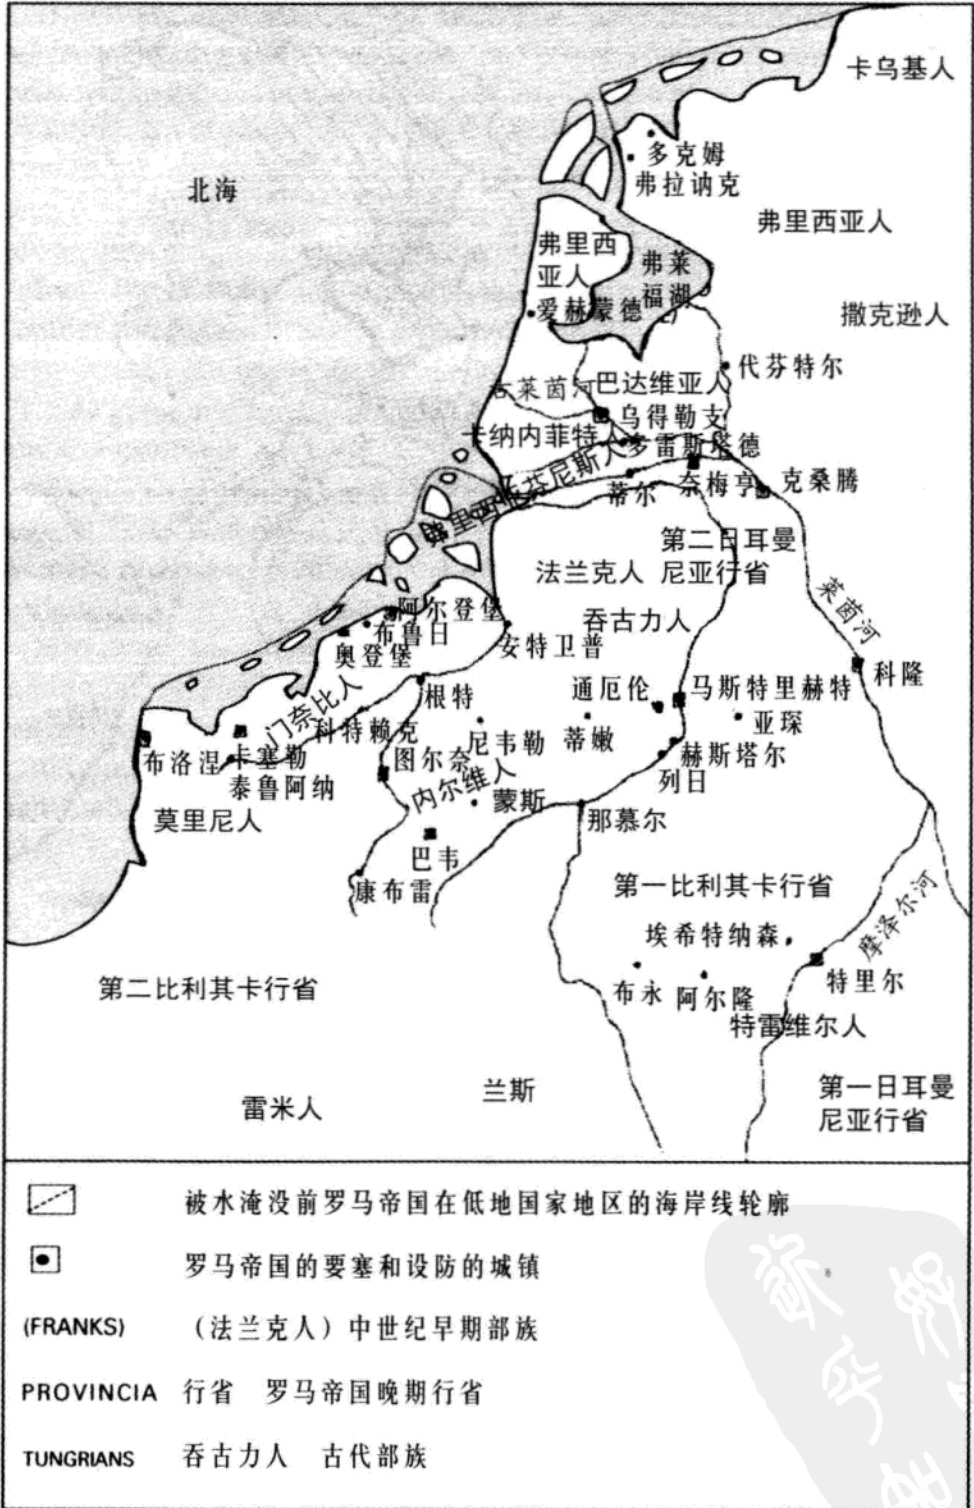 卡乌基人
北海
多克姆
弗拉讷克
弗里西亚人
弗里西
亚人
弗莱
福湖
爱赫蒙德
撒克逊人
代芬特尔
古莱茵河
巴达维亚人
乌得勒支
卡纳内菲特人
多雷斯塔德
弗里西亚芬尼斯人
蒂尔
奈梅亨
克桑腾
第二日耳曼
尼亚行省
法兰克人
吞古力人
莱茵河
阿尔登堡
布鲁日
奥登堡
安特卫普
科隆
门奈比人
根特
通厄伦
马斯特里赫特
亚琛
科特赖克
尼韦勒
蒂嫩
赫斯塔尔
列日
布洛涅
卡塞勒
泰鲁阿纳
图尔奈
内尔维人
蒙斯
那慕尔
莫里尼人
巴韦
康布雷
第一比利其卡行省
摩泽尔河
埃希特纳森
特里尔
第二比利其卡行省
布永
阿尔隆
特雷维尔人
兰斯
雷米人
第一日耳曼
尼亚行省
被水淹没前罗马帝国在低地国家地区的海岸线轮廓
罗马帝国的要塞和设防的城镇
(FRANKS) （法兰克人）中世纪早期部族
PROVINCIA 行省 罗马帝国晚期行省
TUNGRIANS 吞古力人 古代部族